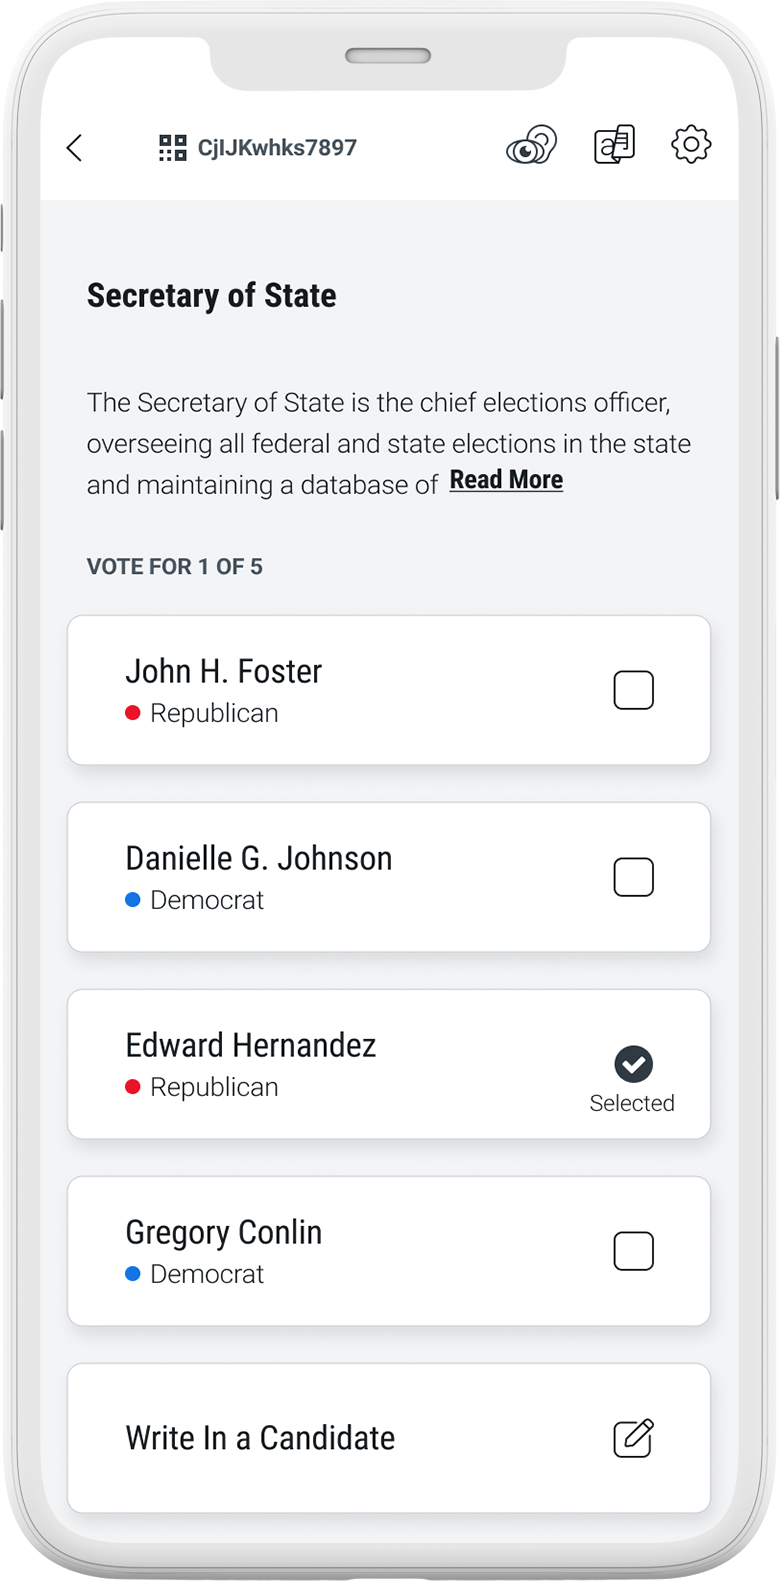 CjIJKwhks7897
Secretary of State
The Secretary of State is the chief elections officer,
overseeing all federal and state elections in the state
and maintaining a database of Read More
VOTE FOR 1 OF 5
John H. Foster
Republican
Danielle G. Johnson
Democrat
Edward Hernandez
Republican
Selected
Gregory Conlin
Democrat
Write In a Candidate